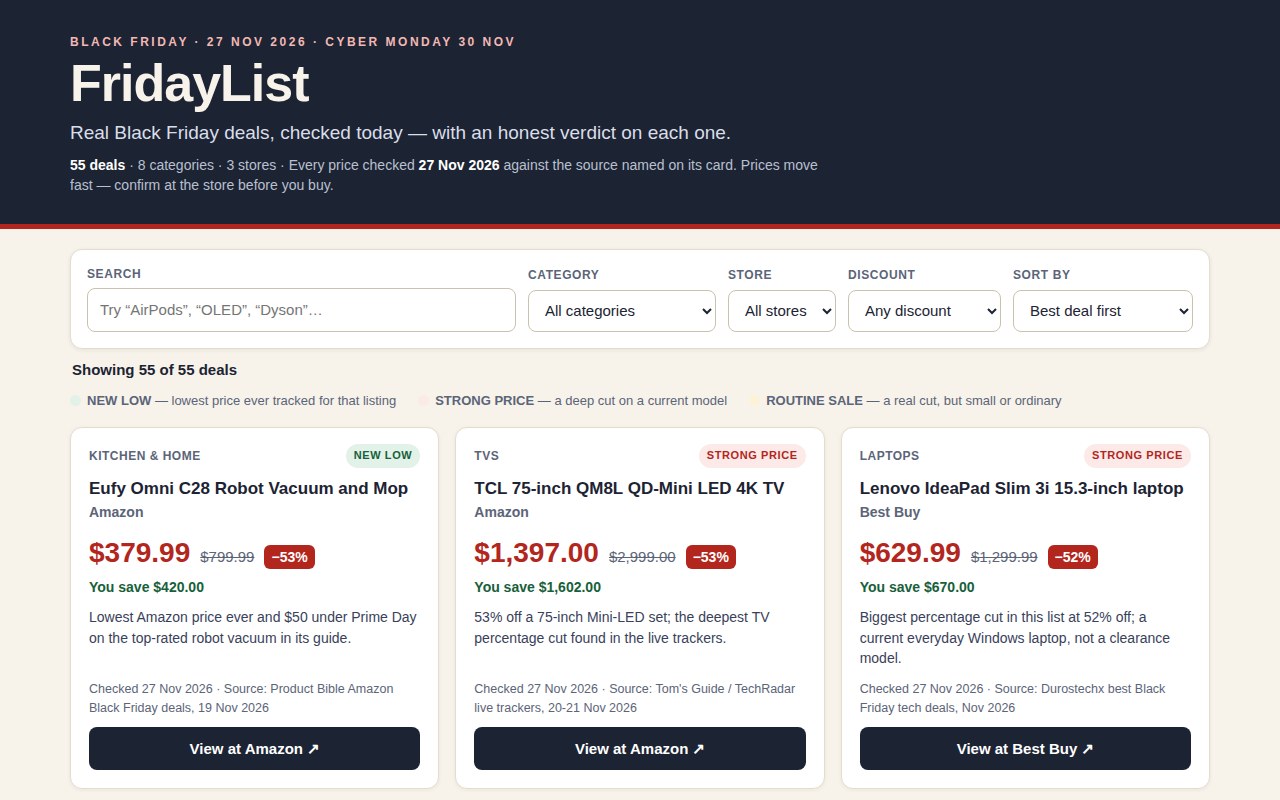 BLACK FRIDAY · 27 NOV 2026 · CYBER MONDAY 30 NOV
FridayList
Real Black Friday deals, checked today — with an honest verdict on each one.
55 deals · 8 categories · 3 stores · Every price checked 27 Nov 2026 against the source named on its card. Prices move
fast — confirm at the store before you buy.
SEARCH
Try “AirPods”, “OLED”, “Dyson”…
CATEGORY
All categories
STORE
All stores
DISCOUNT
Any discount
SORT BY
Best deal first
Showing 55 of 55 deals
NEW LOW — lowest price ever tracked for that listing
STRONG PRICE — a deep cut on a current model
ROUTINE SALE — a real cut, but small or ordinary
KITCHEN & HOME
NEW LOW
Eufy Omni C28 Robot Vacuum and Mop
Amazon
$379.99 $799.99 −53%
You save $420.00
Lowest Amazon price ever and $50 under Prime Day
on the top-rated robot vacuum in its guide.
Checked 27 Nov 2026 · Source: Product Bible Amazon
Black Friday deals, 19 Nov 2026
View at Amazon ↗
TVS
STRONG PRICE
TCL 75-inch QM8L QD-Mini LED 4K TV
Amazon
$1,397.00 $2,999.00 −53%
You save $1,602.00
53% off a 75-inch Mini-LED set; the deepest TV
percentage cut found in the live trackers.
Checked 27 Nov 2026 · Source: Tom's Guide / TechRadar
live trackers, 20-21 Nov 2026
View at Amazon ↗
LAPTOPS
STRONG PRICE
Lenovo IdeaPad Slim 3i 15.3-inch laptop
Best Buy
$629.99 $1,299.99 −52%
You save $670.00
Biggest percentage cut in this list at 52% off; a
current everyday Windows laptop, not a clearance
model.
Checked 27 Nov 2026 · Source: Durostechx best Black
Friday tech deals, Nov 2026
View at Best Buy ↗